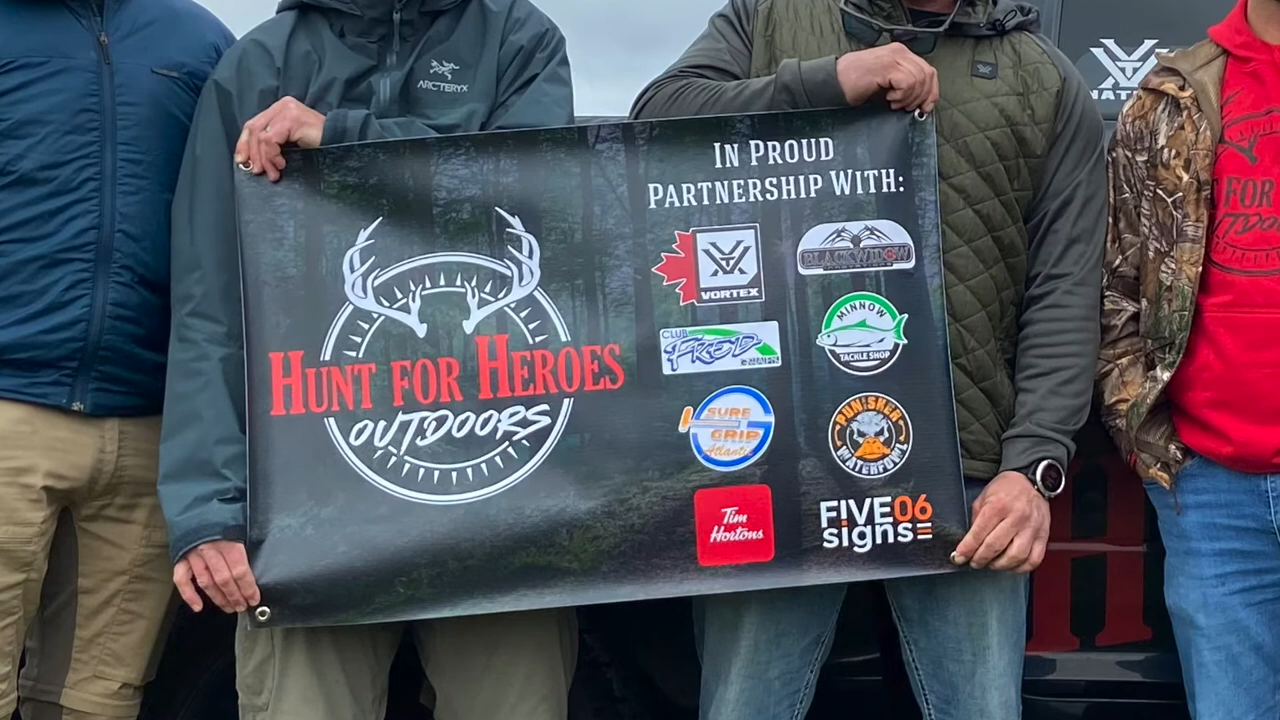 ARC'TERYX
IN PROUD
PARTNERSHIP WITH:
HUNT FOR HEROES
OUTDOORS
VORTEX
BLACKWIDOW
CLUB
FRED
MINNOW
TACKLE SHOP
SURE
GRIP
Atlantic
PUNISHER
WATERFOWL
Tim
Hortons
FIVE06
signs
FOR